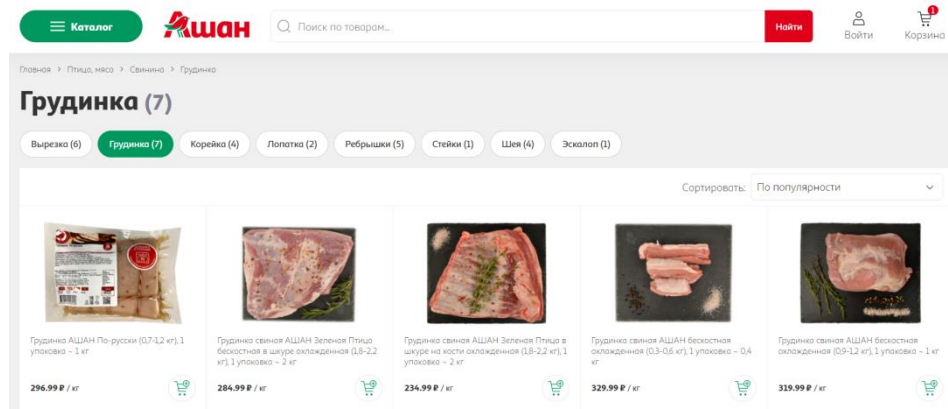 Каталог
Ашан
Поиск по товарам...
Найти
Войти
1
Корзина
Главная > Птица, мясо > Свинина > Грудинка
Грудинка (7)
Вырезка (6)
Грудинка (7)
Корейка (4)
Лопатка (2)
Ребрышки (5)
Стейки (1)
Шея (4)
Эскалоп (1)
Сортировать:
По популярности
Грудинка АШАН По-русски (0,7-1,2 кг), 1
упаковка ~ 1 кг
296.99 ₽ / кг
Грудинка свиная АШАН Зеленая Птица
бескостная в шкуре охлажденная (1,8-2,2
кг), 1 упаковка ~ 2 кг
284.99 ₽ / кг
Грудинка свиная АШАН Зеленая Птица в
шкуре на кости охлажденная (1,8-2,2 кг), 1
упаковка ~ 2 кг
234.99 ₽ / кг
Грудинка свиная АШАН бескостная
охлажденная (0,3-0,6 кг), 1 упаковка ~ 0,4
кг
329.99 ₽ / кг
Грудинка свиная АШАН бескостная
охлажденная (0,9-1,2 кг), 1 упаковка ~ 1 кг
319.99 ₽ / кг